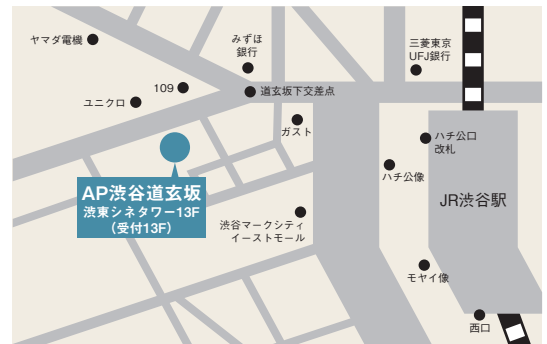 ヤマダ電機
みずほ
銀行
三菱東京
UFJ銀行
109
道玄坂下交差点
ユニクロ
ガスト
ハチ公口
改札
ハチ公像
AP渋谷道玄坂
渋東シネタワー13F
（受付13F）
JR渋谷駅
渋谷マークシティ
イーストモール
モヤイ像
西口